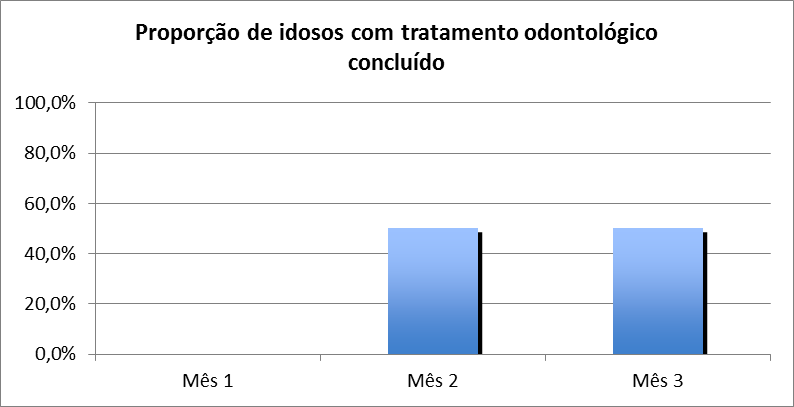 Proporção de idosos com tratamento odontológico
concluído
100,0%
80,0%
60,0%
40,0%
20,0%
0,0%
Mês 1 Mês 2 Mês 3